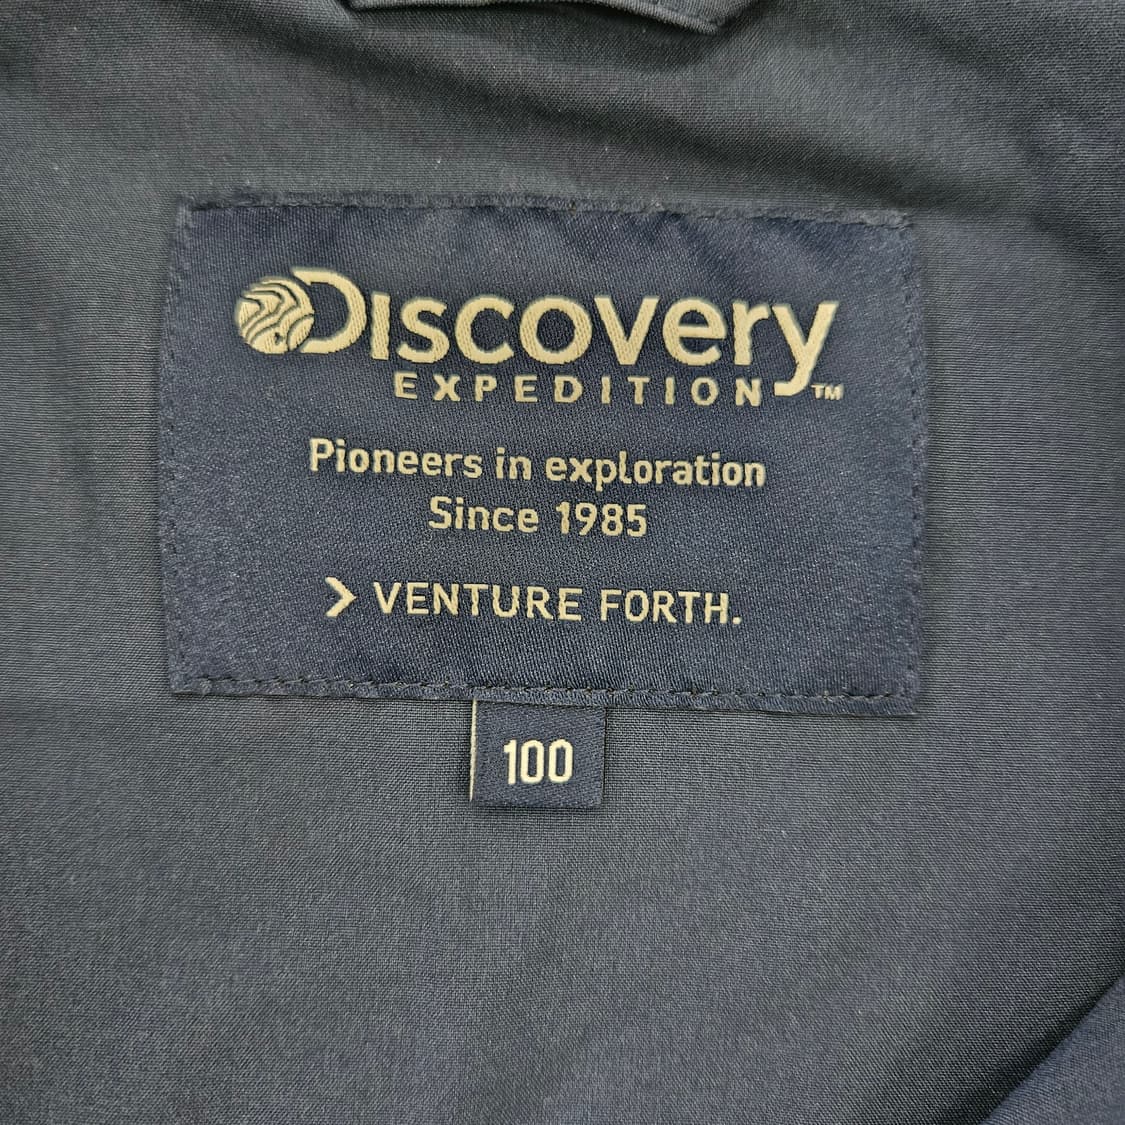 DISCOVERY
EXPEDITION™
Pioneers in exploration
Since 1985
> VENTURE FORTH.
100